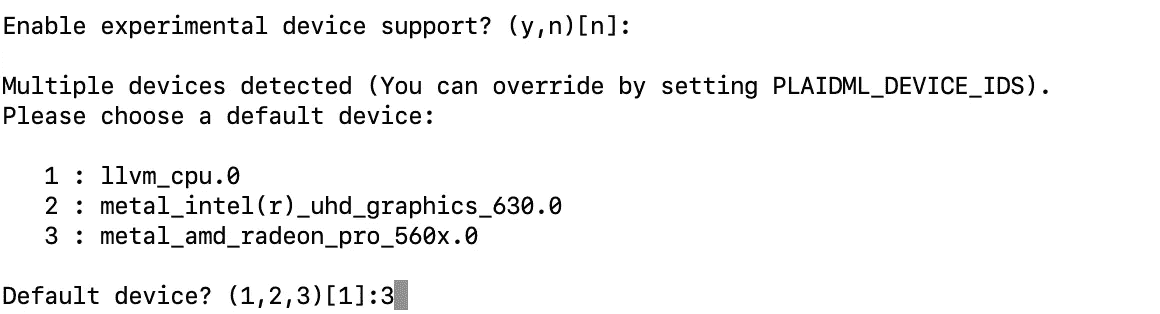 Enable experimental device support? (y,n)[n]:
Multiple devices detected (You can override by setting PLAIDML_DEVICE_IDS).
Please choose a default device:
1 : llvm_cpu.0
2 : metal_intel(r)_uhd_graphics_630.0
3 : metal_amd_radeon_pro_560x.0
Default device? (1,2,3)[1]:3